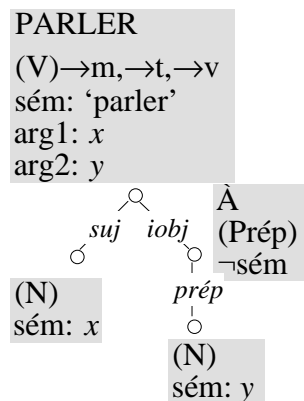 PARLER
(V)→m,→t,→v
sém: ‘parler’
arg1: x
arg2: y
suj iobj
À
(Prép)
¬sém
prép
(N)
sém: x
(N)
sém: y